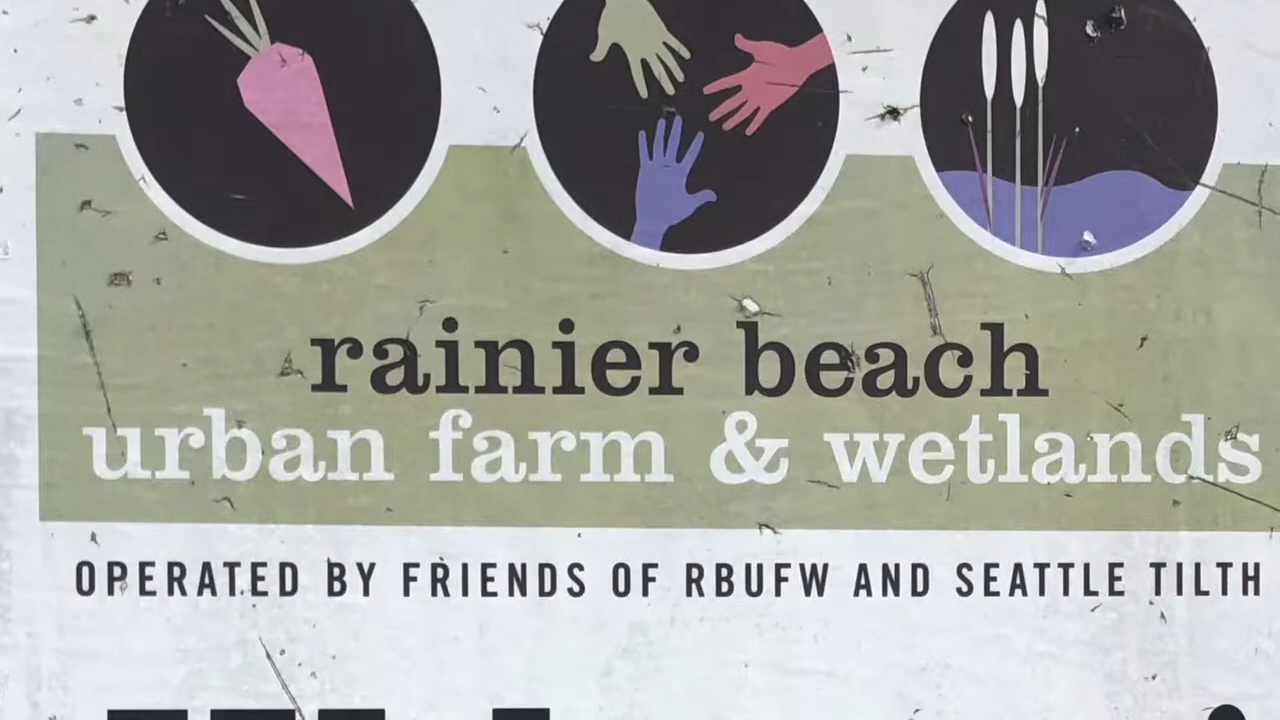 rainier beach
urban farm & wetlands
OPERATED BY FRIENDS OF RBUFW AND SEATTLE TILTH